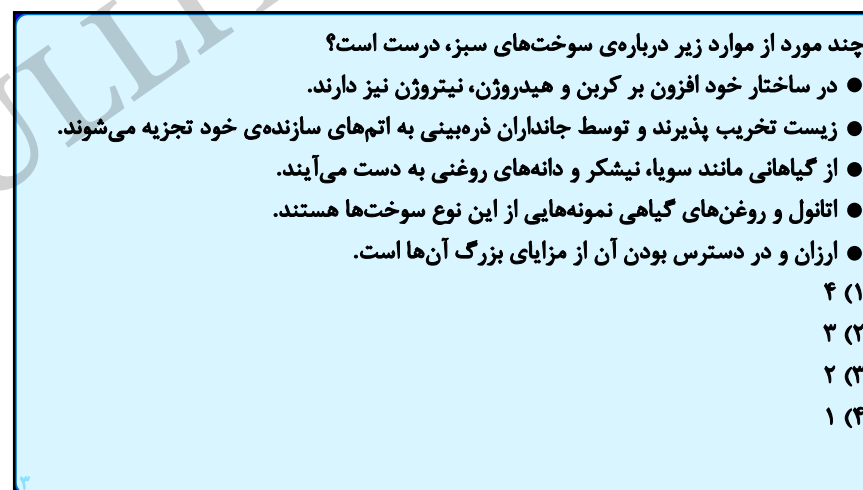 چند مورد از موارد زیر درباره‌ی سوخت‌های سبز، درست است؟
● در ساختار خود افزون بر کربن و هیدروژن، نیتروژن نیز دارند.
● زیست تخریب پذیرند و توسط جانداران ذره‌بینی به اتم‌های سازنده‌ی خود تجزیه می‌شوند.
● از گیاهانی مانند سویا، نیشکر و دانه‌های روغنی به دست می‌آیند.
● اتانول و روغن‌های گیاهی نمونه‌هایی از این نوع سوخت‌ها هستند.
● ارزان و در دسترس بودن آن از مزایای بزرگ آن‌ها است.
۱) ۴
۲) ۳
۳) ۲
۴) ۱
۳